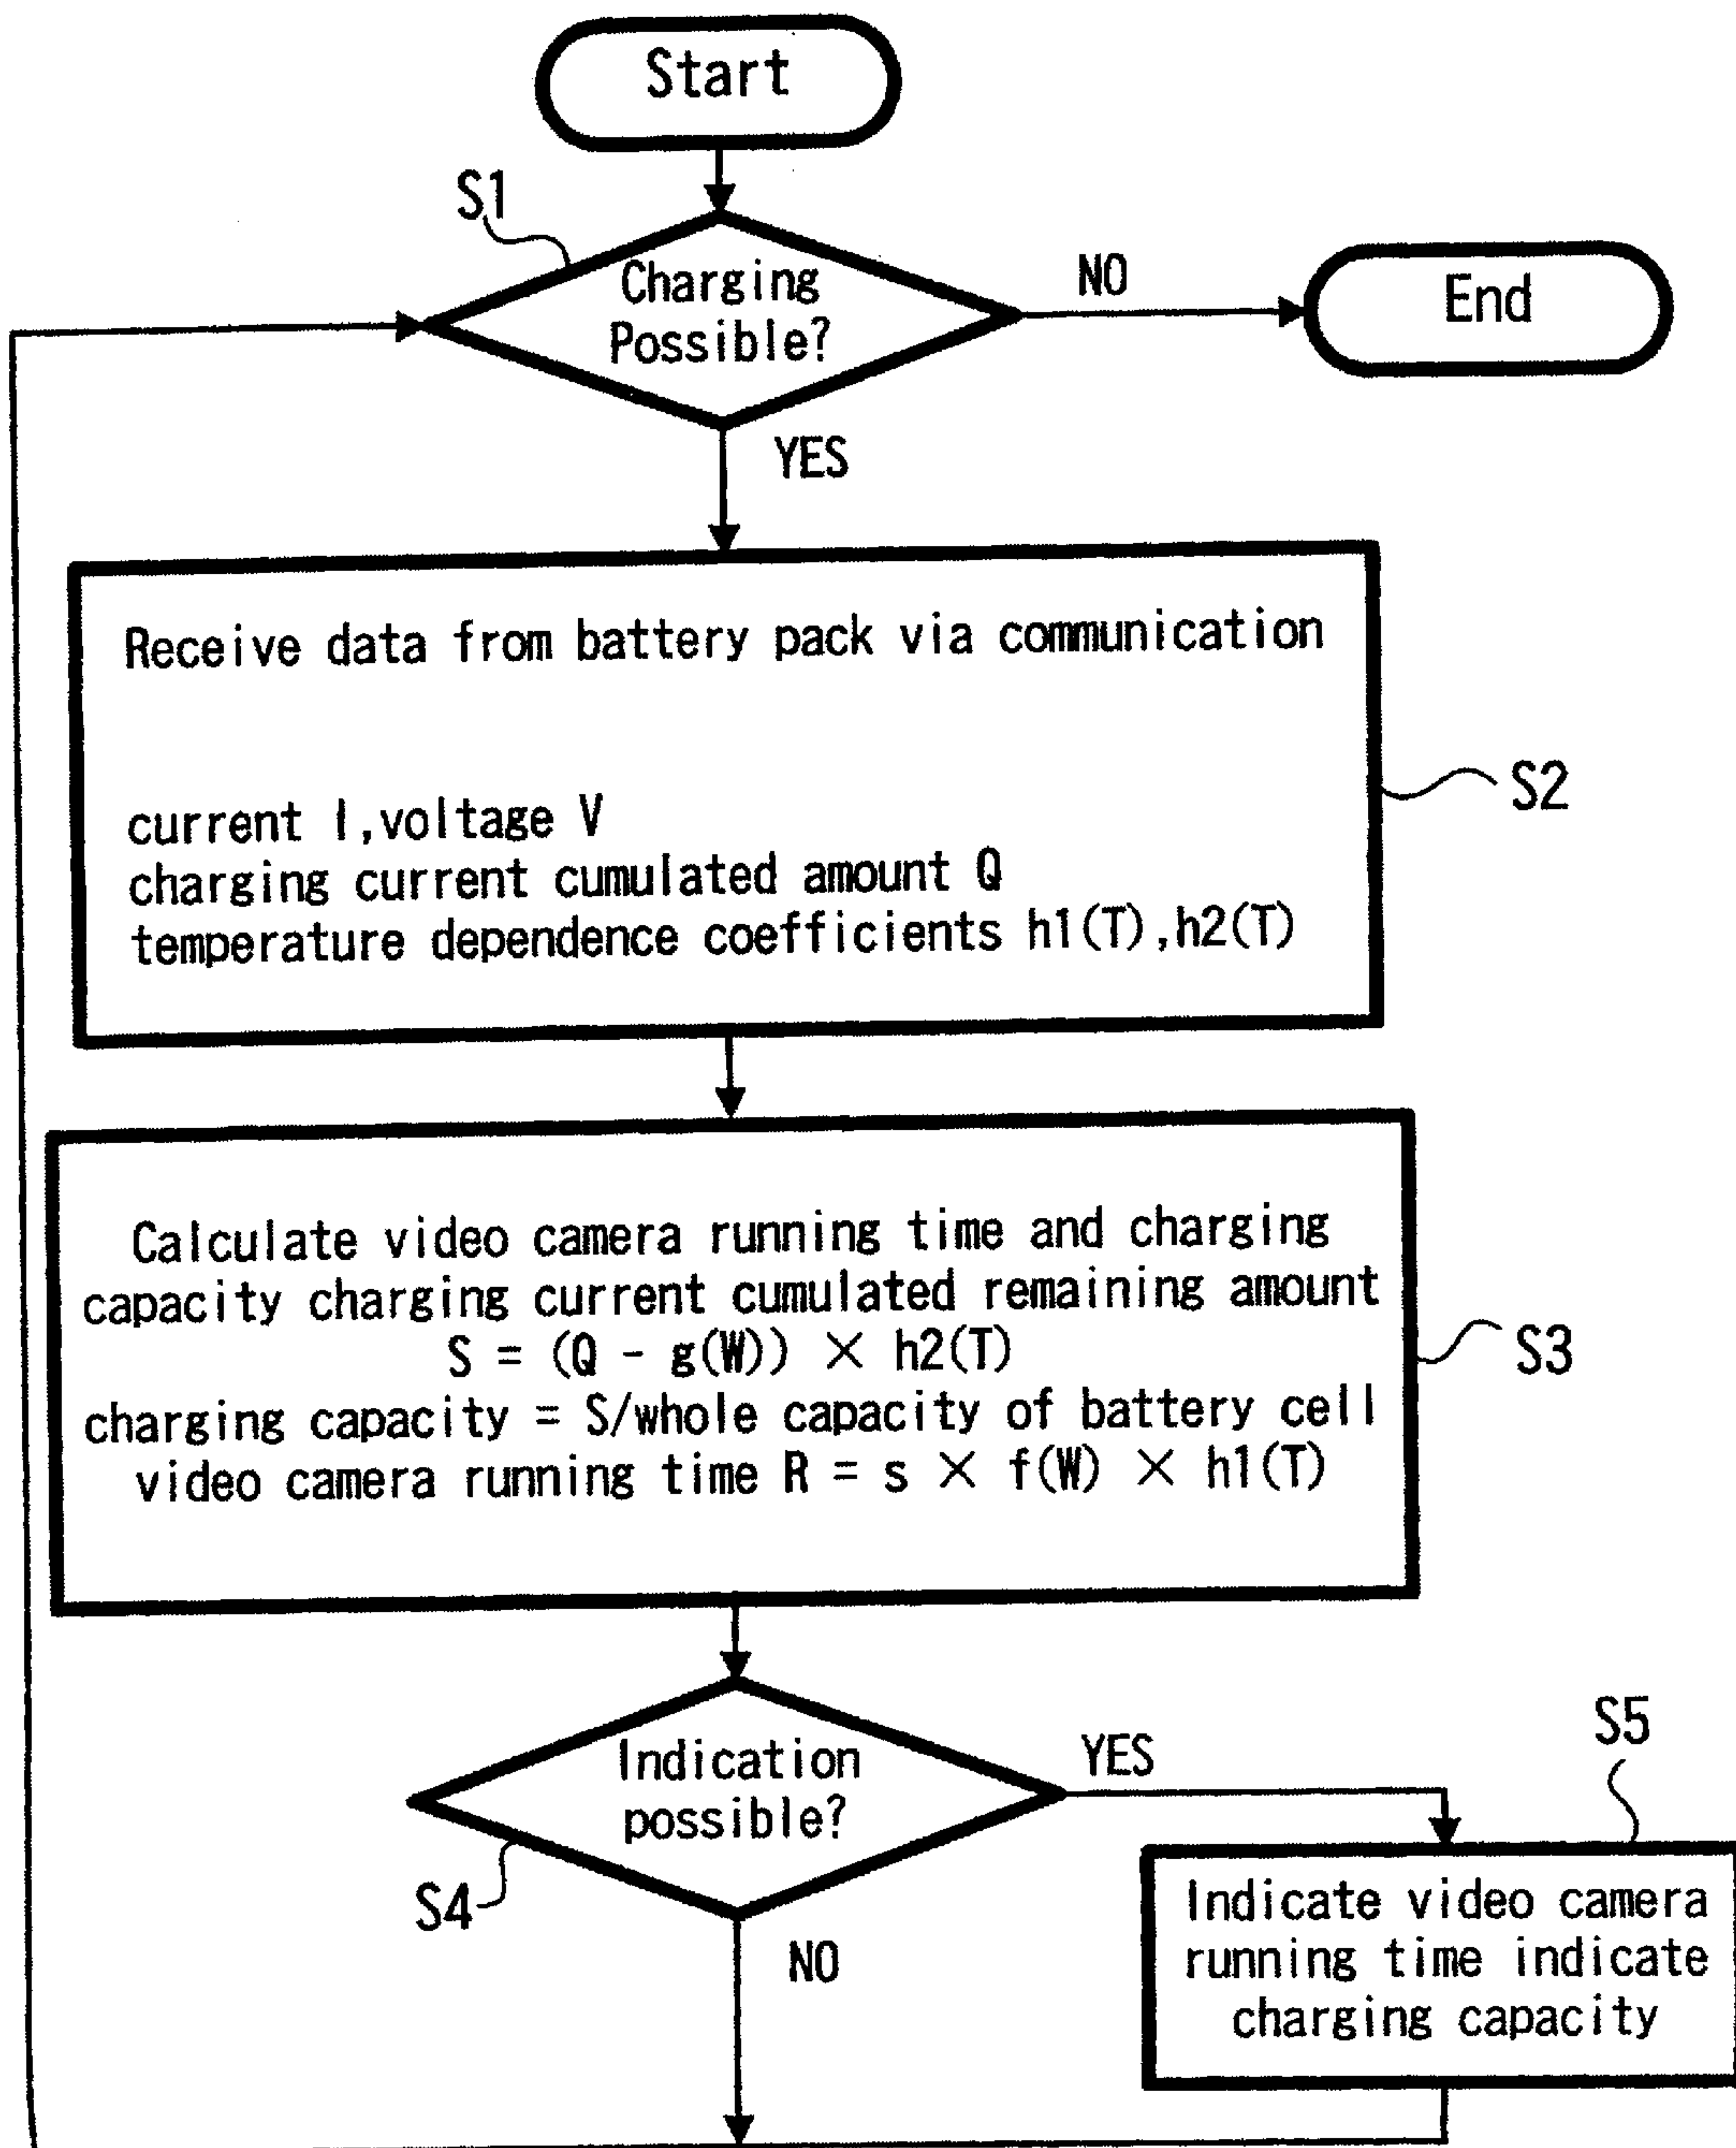 Start
S1
Charging
Possible?
NO
End
YES
Receive data from battery pack via communication
current I,voltage V
charging current cumulated amount Q
temperature dependence coefficients h1(T),h2(T)
S2
Calculate video camera running time and charging
capacity charging current cumulated remaining amount
S = (Q - g(W)) × h2(T)
charging capacity = S/whole capacity of battery cell
video camera running time R = s × f(W) × h1(T)
S3
Indication
possible?
YES
S4
NO
S5
Indicate video camera
running time indicate
charging capacity